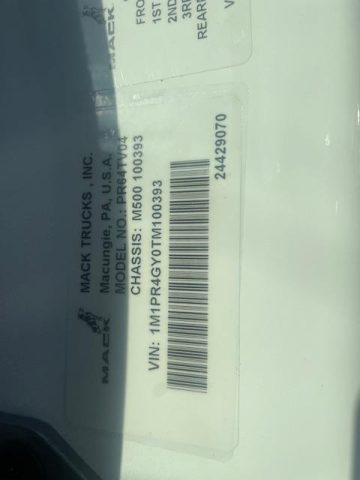 MACK
FRO
1ST
2ND
3RD
REAR
V
MACK
MACK TRUCKS , INC.
Macungie, PA, U.S.A.
MODEL NO.: PR64TV04
CHASSIS: M500 100393
VIN: 1M1PR4GY0TM100393
24429070